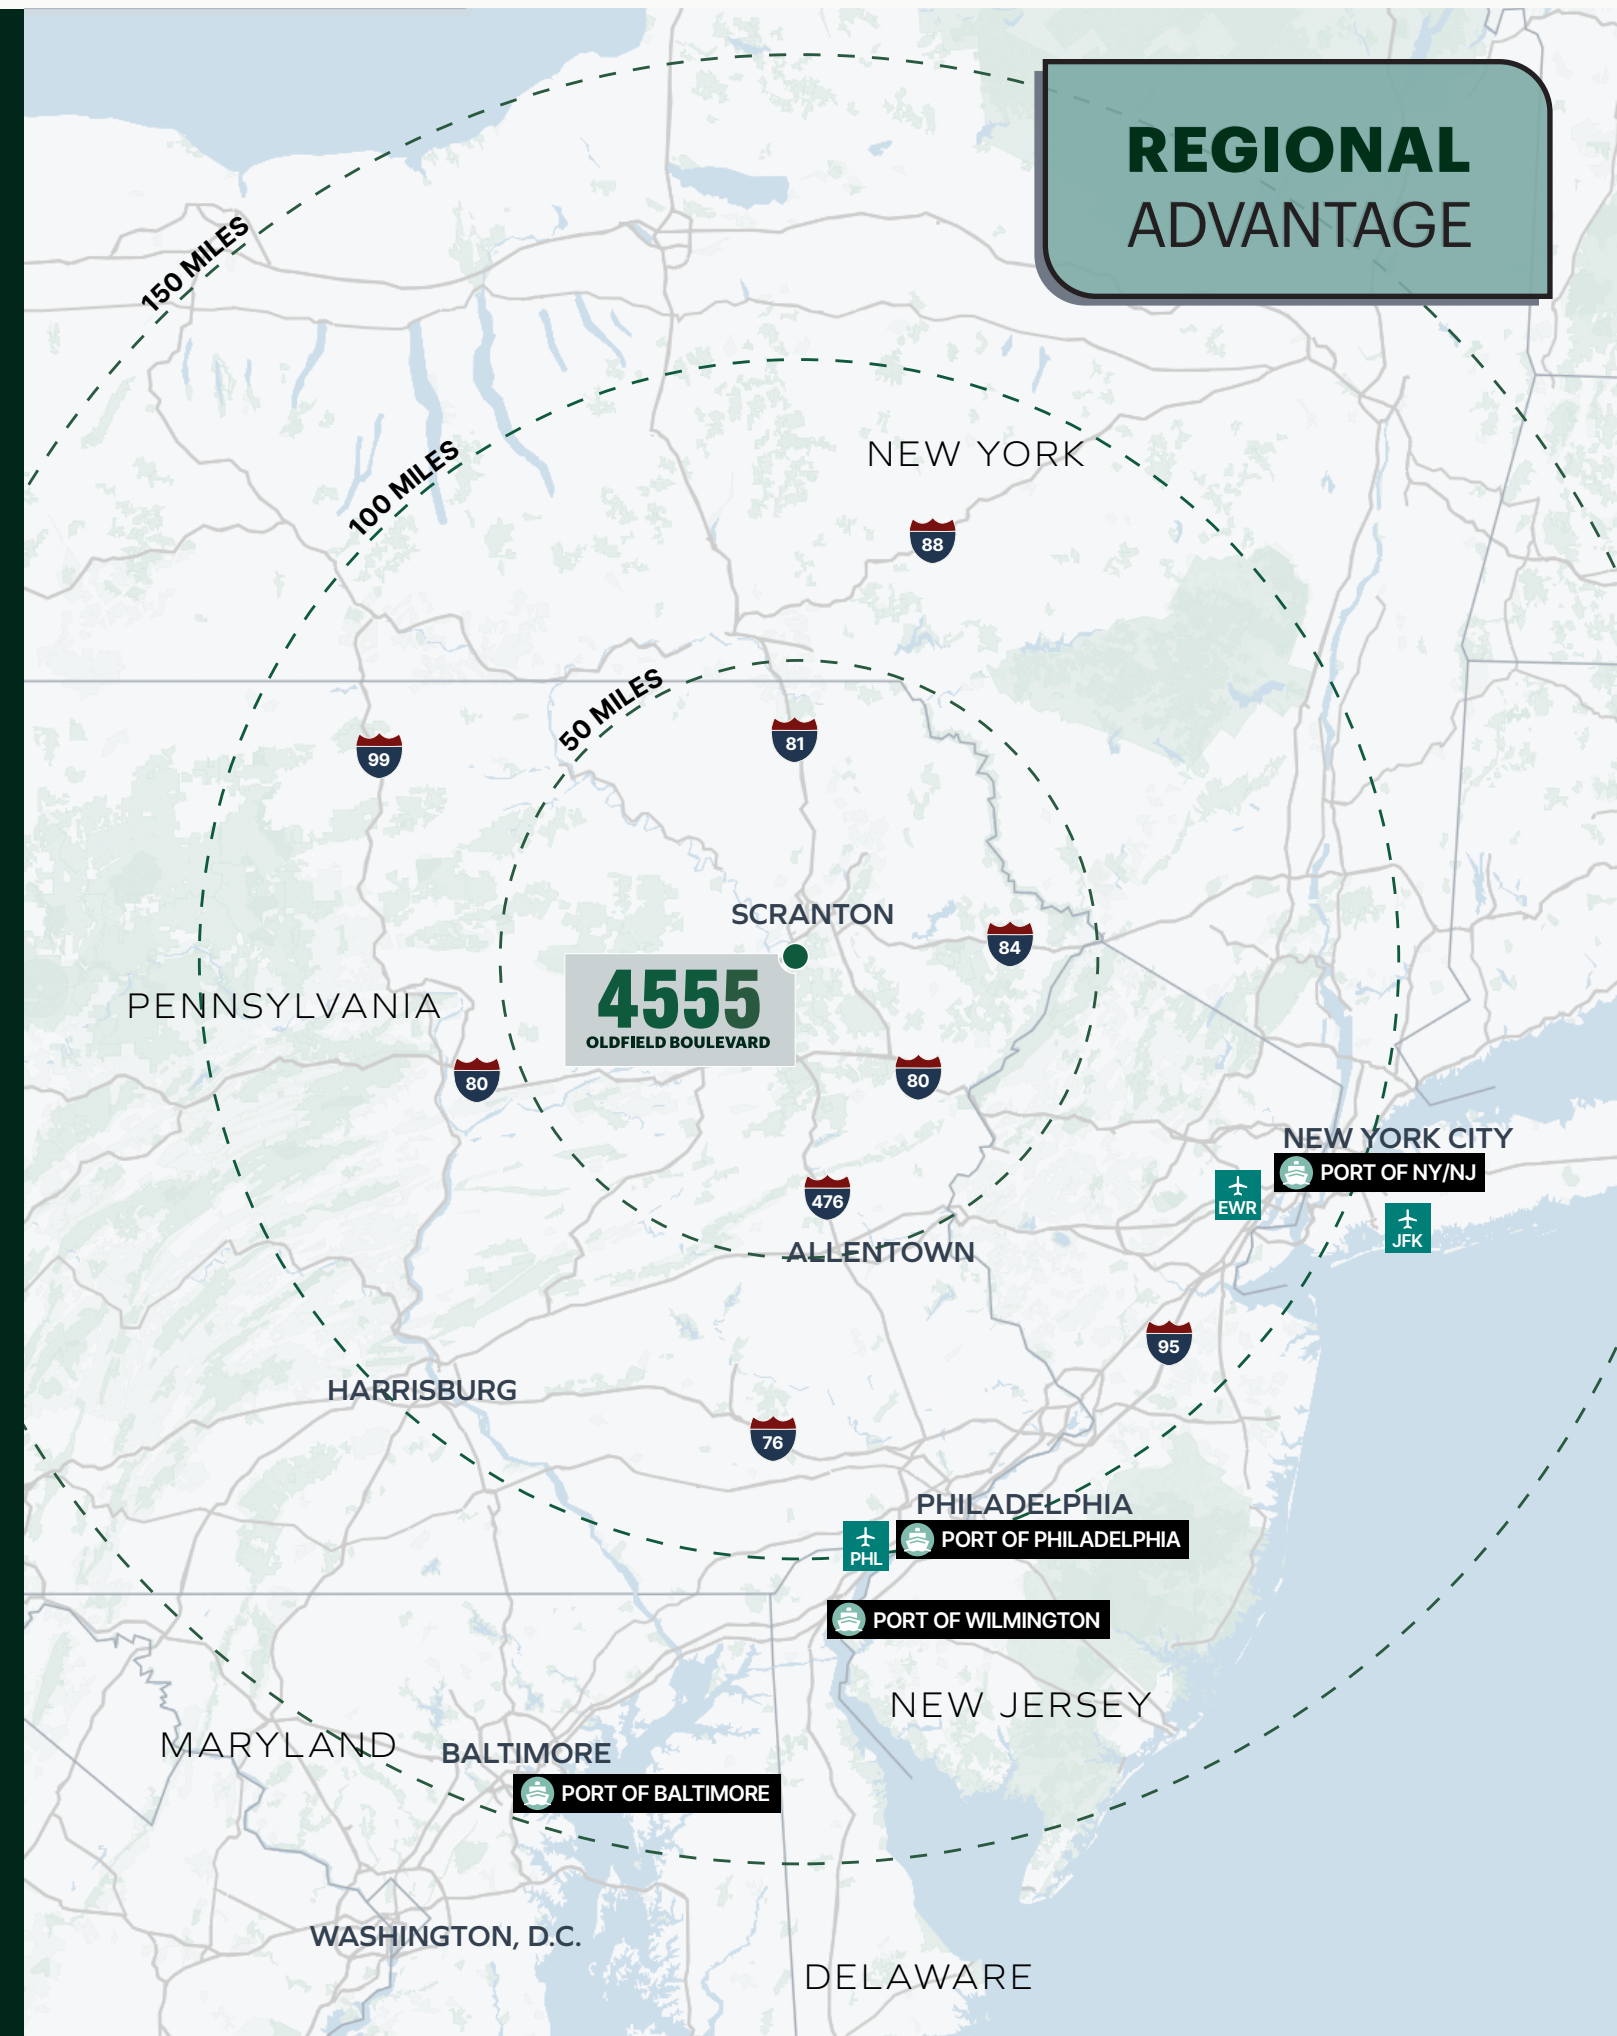 REGIONAL
ADVANTAGE
150 MILES
100 MILES
NEW YORK
88
50 MILES
81
99
SCRANTON
84
4555
OLDFIELD BOULEVARD
PENNSYLVANIA
80
80
NEW YORK CITY
PORT OF NY/NJ
EWR
JFK
476
ALLENTOWN
95
HARRISBURG
76
PHILADELPHIA
PORT OF PHILADELPHIA
PHL
PORT OF WILMINGTON
NEW JERSEY
MARYLAND
BALTIMORE
PORT OF BALTIMORE
WASHINGTON, D.C.
DELAWARE